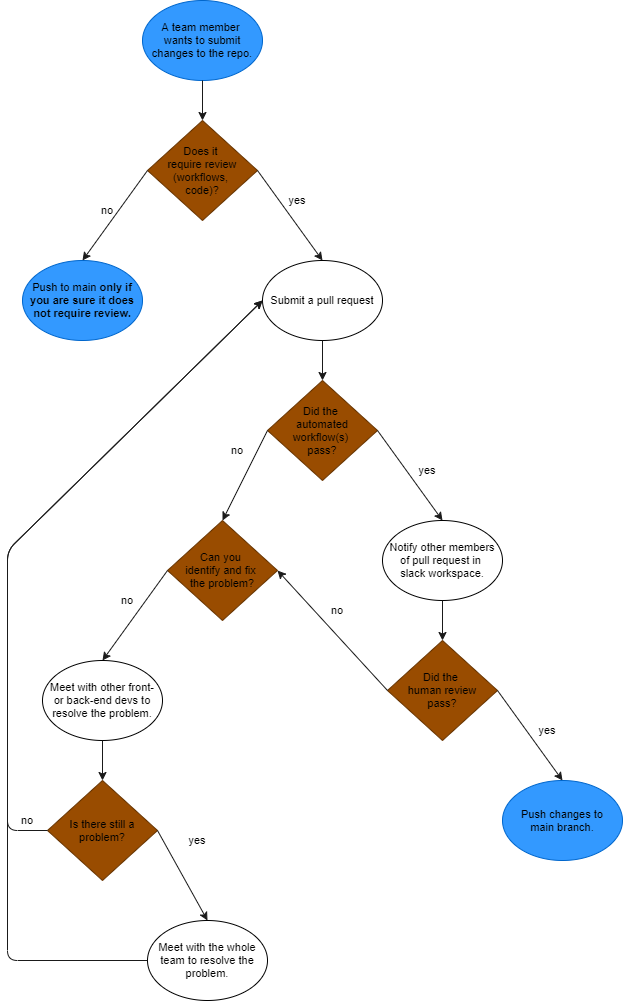 A team member
wants to submit
changes to the repo.
Does it
require review
(workflows,
code)?
no
yes
Push to main only if
you are sure it does
not require review.
Submit a pull request
Did the
automated
workflow(s)
pass?
no
yes
Can you
identify and fix
the problem?
Notify other members
of pull request in
slack workspace.
no
no
Did the
human review
pass?
Meet with other front-
or back-end devs to
resolve the problem.
yes
Is there still a
problem?
no
yes
Push changes to
main branch.
Meet with the whole
team to resolve the
problem.